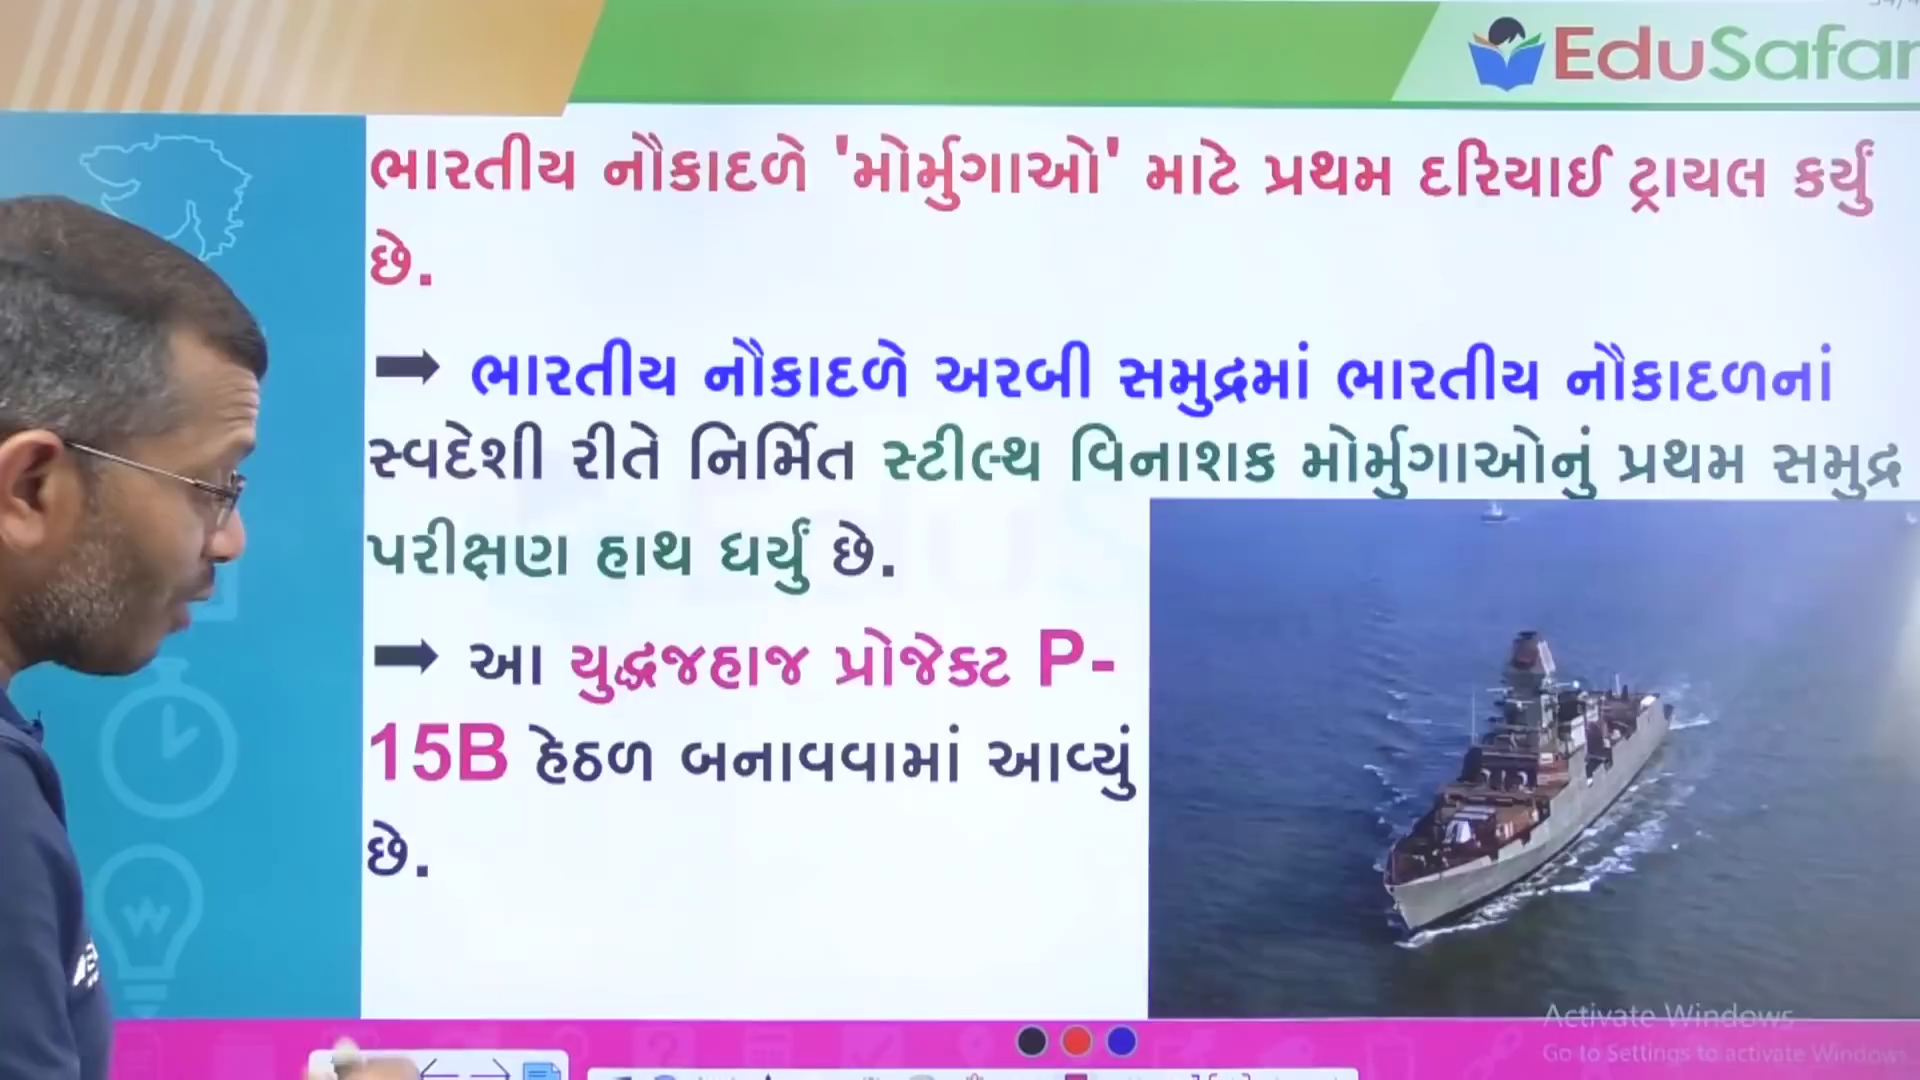 EduSafar
ભારતીય નૌકાદળે 'મોર્મુગાઓ' માટે પ્રથમ દરિયાઈ ટ્રાયલ કર્યું
છે.
➡ ભારતીય નૌકાદળે અરબી સમુદ્રમાં ભારતીય નૌકાદળનાં
સ્વદેશી રીતે નિર્મિત સ્ટીલ્થ વિનાશક મોર્મુગાઓનું પ્રથમ સમુદ્ર
પરીક્ષણ હાથ ધર્યું છે.
➡ આ યુદ્ધજહાજ પ્રોજેક્ટ P-
15B હેઠળ બનાવવામાં આવ્યું
છે.
Activate Windows
Go to Settings to activate Windows.